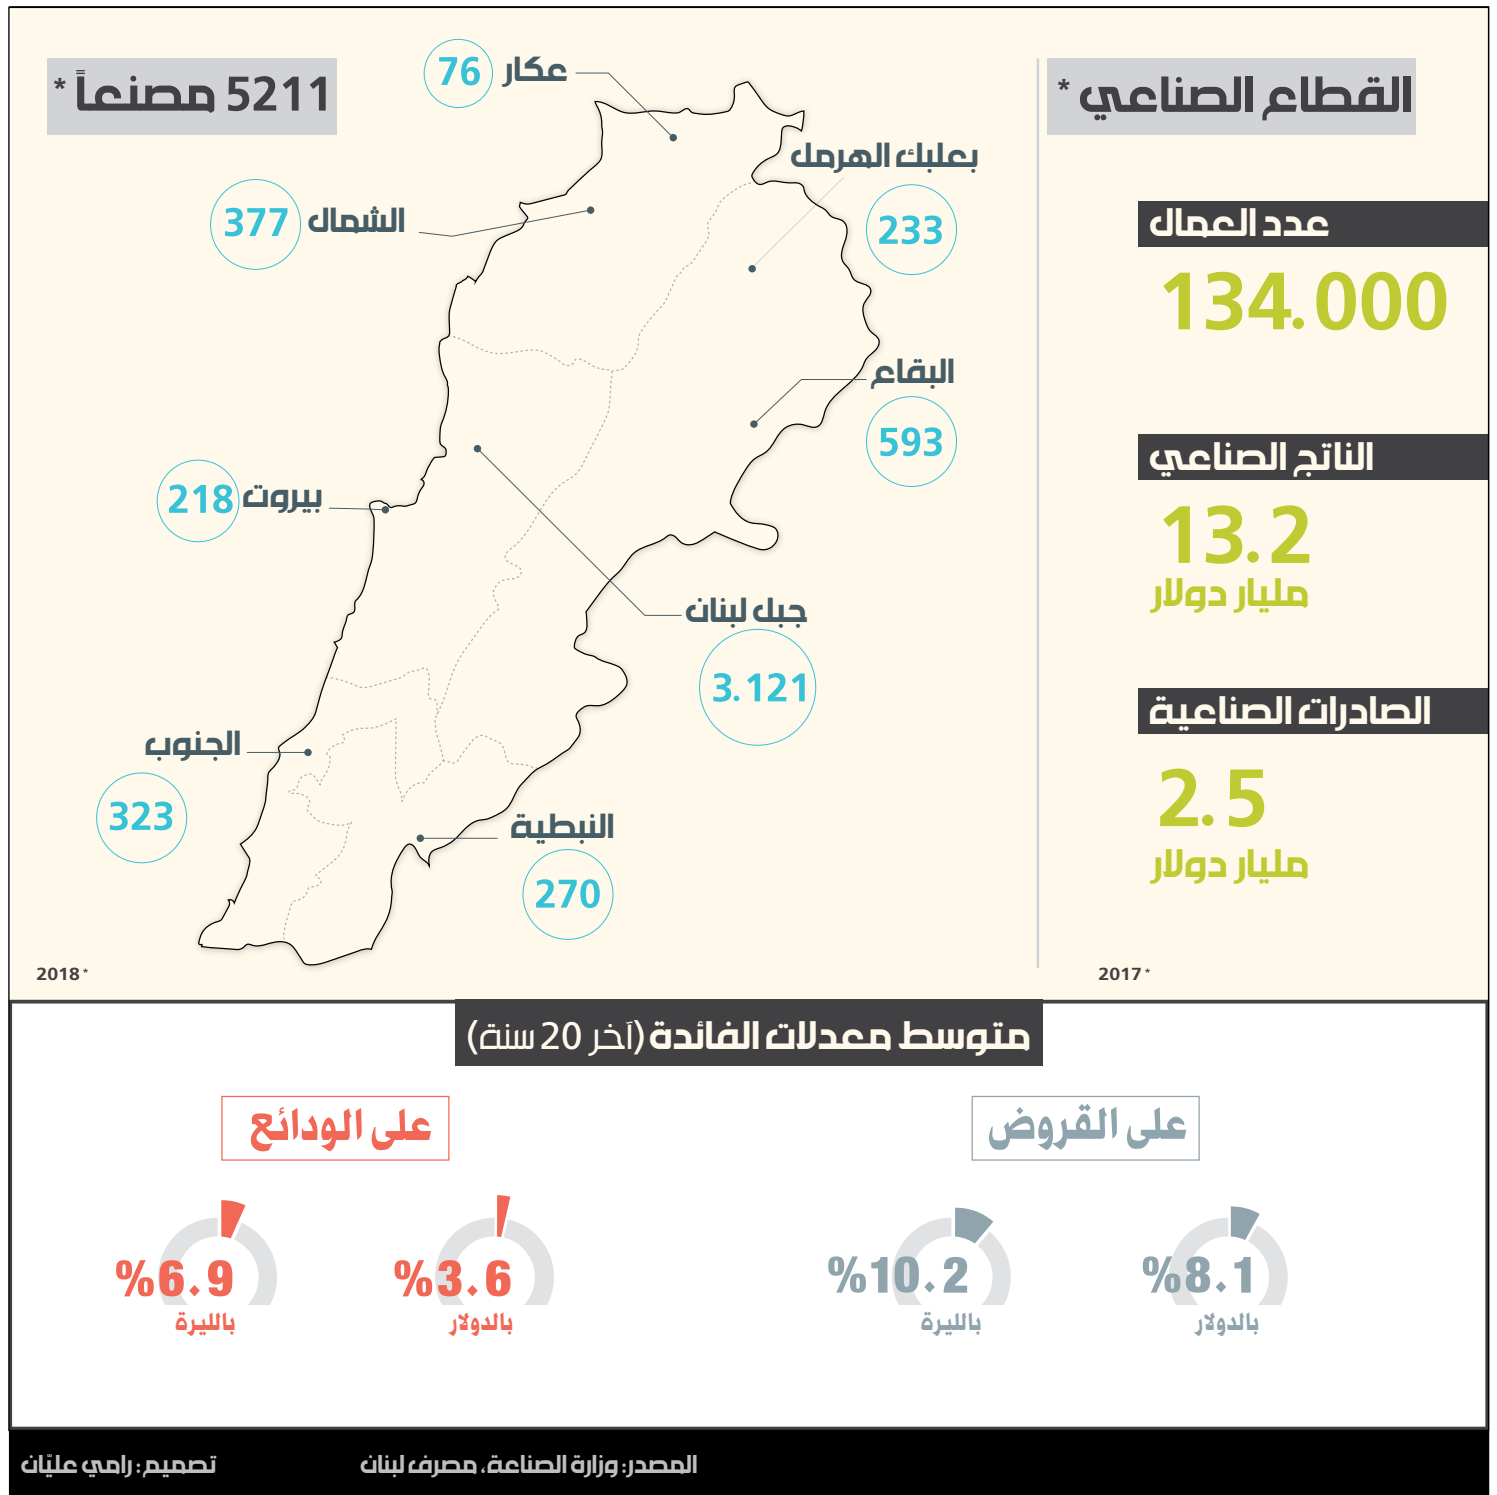 القطاع الصناعي *
عدد العمال
134.000
الناتج الصناعي
13.2
مليار دولار
الصادرات الصناعية
2.5
مليار دولار
2017 *
5211 مصنعاً *
عكار
76
بعلبك الهرمل
233
الشمال
377
البقاع
593
بيروت
218
جبل لبنان
3.121
الجنوب
323
النبطية
270
2018 *
متوسط معدلات الفائدة (آخر 20 سنة)
على القروض
%8.1
بالدولار
%10.2
بالليرة
على الودائع
%3.6
بالدولار
%6.9
بالليرة
المصدر: وزارة الصناعة، مصرف لبنان
تصميم: رامي عليّان